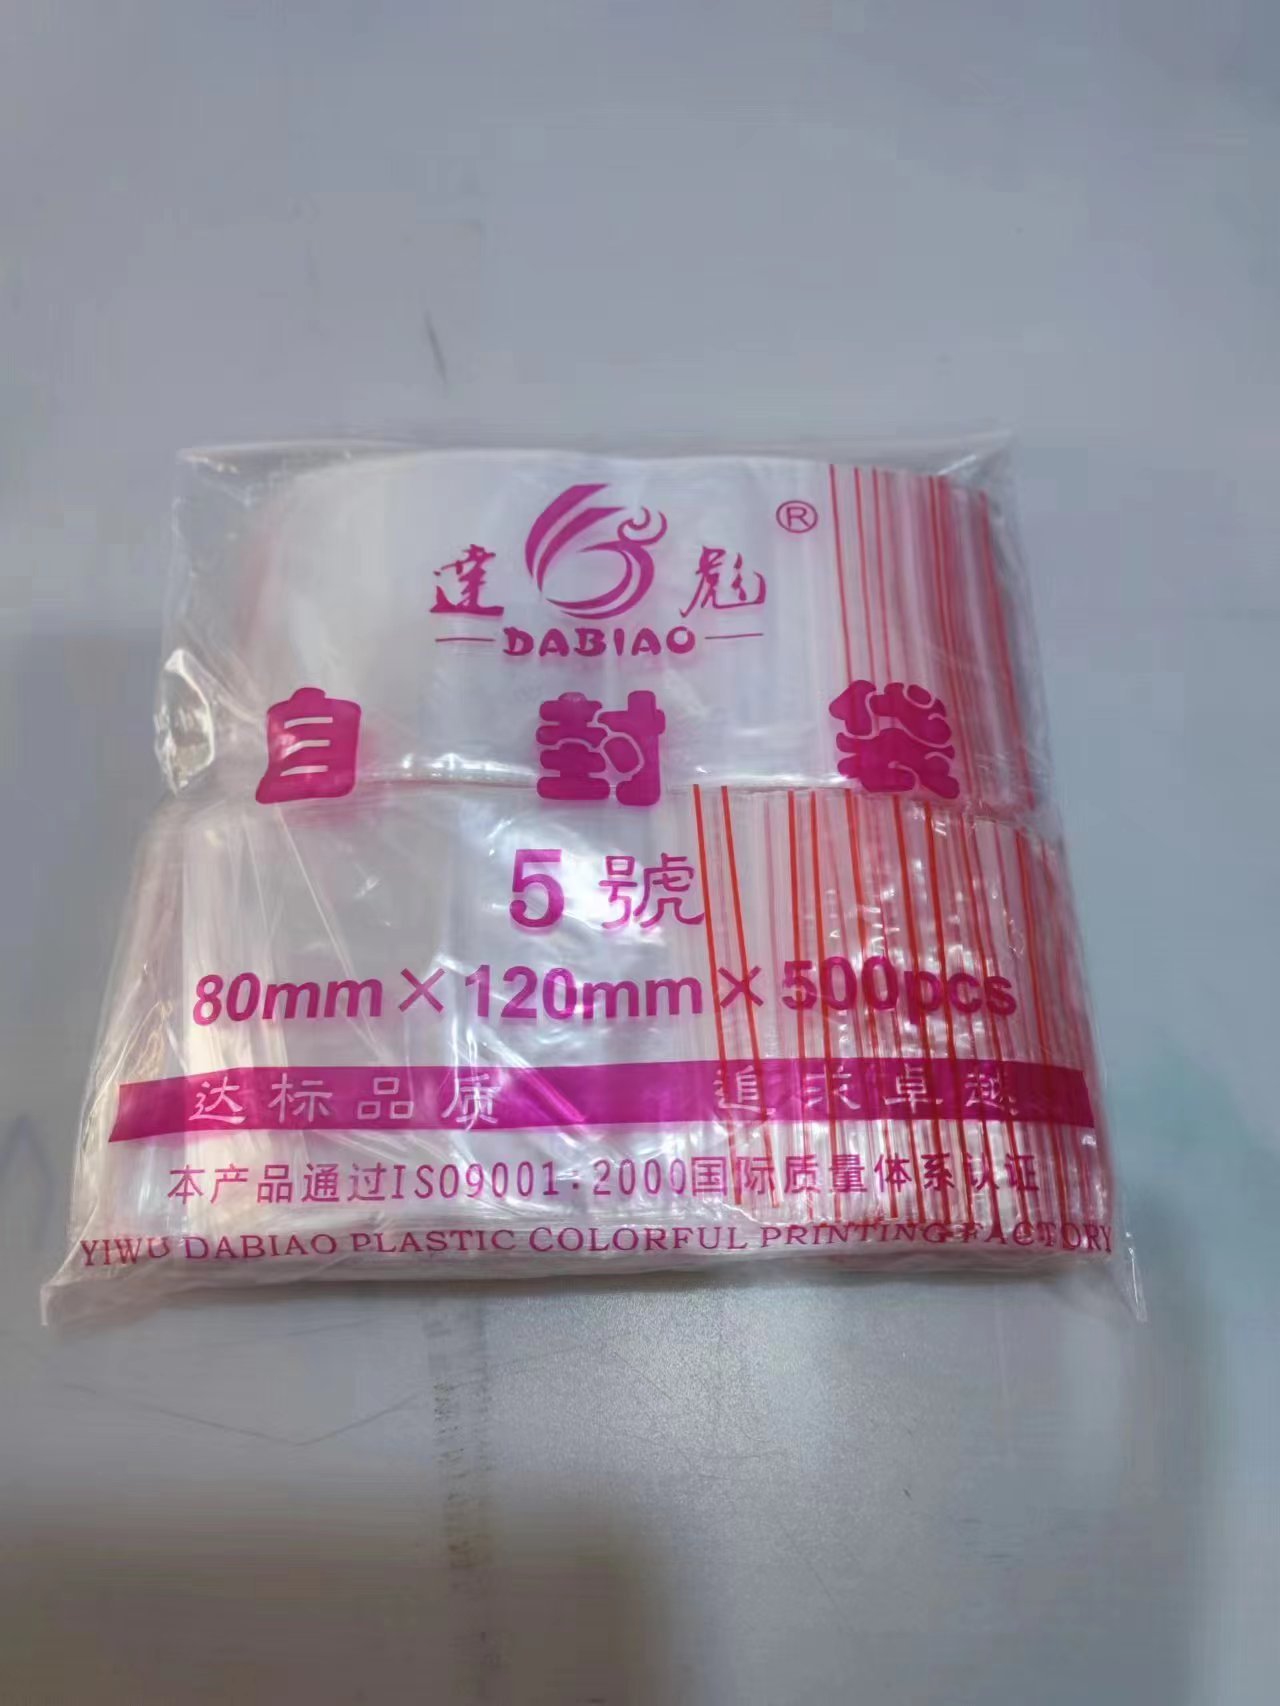 達彪®
DABIAO
自封袋
5號
80mm×120mm×500pcs
达标品质 追求卓越
本产品通过ISO9001:2000国际质量体系认证
YIWU DABIAO PLASTIC COLORFUL PRINTING FACTORY